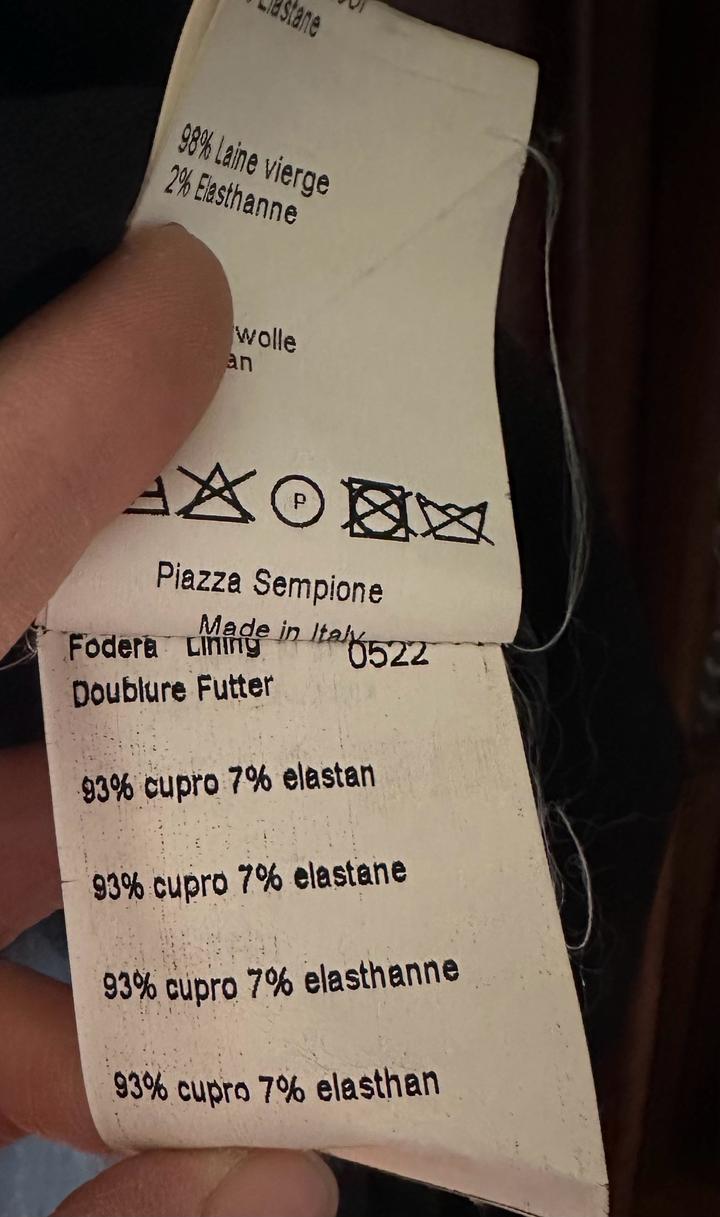 Elastane
98% Laine vierge
2% Elasthanne
wolle
an
P
Piazza Sempione
Made in Italy
Fodera Lining 0522
Doublure Futter
93% cupro 7% elastan
93% cupro 7% elastane
93% cupro 7% elasthanne
93% cupro 7% elasthan